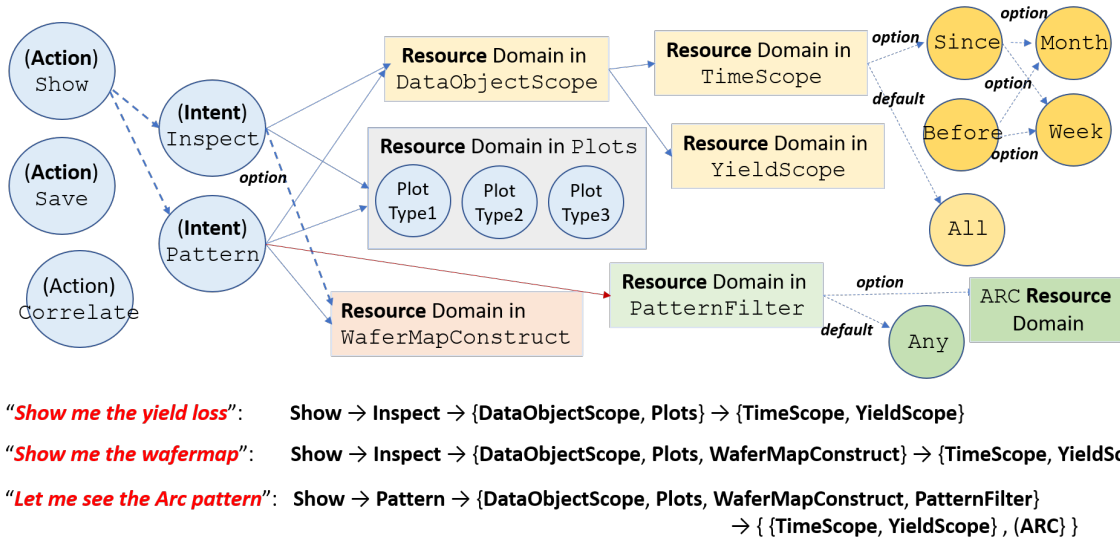 (Action)
Show
(Action)
Save
(Action)
Correlate
(Intent)
Inspect
option
(Intent)
Pattern
Resource Domain in
DataObjectScope
Resource Domain in Plots
Plot
Type1
Plot
Type2
Plot
Type3
Resource Domain in
WaferMapConstruct
Resource Domain in
TimeScope
Resource Domain in
YieldScope
Resource Domain in
PatternFilter
option
default
Since
option
Month
option
Before
option
Week
All
option
default
Any
ARC Resource
Domain
“Show me the yield loss”: Show → Inspect → {DataObjectScope, Plots} → {TimeScope, YieldScope}
“Show me the wafermap”: Show → Inspect → {DataObjectScope, Plots, WaferMapConstruct} → {TimeScope, YieldSc
“Let me see the Arc pattern”: Show → Pattern → {DataObjectScope, Plots, WaferMapConstruct, PatternFilter}
→ { {TimeScope, YieldScope} , (ARC} }